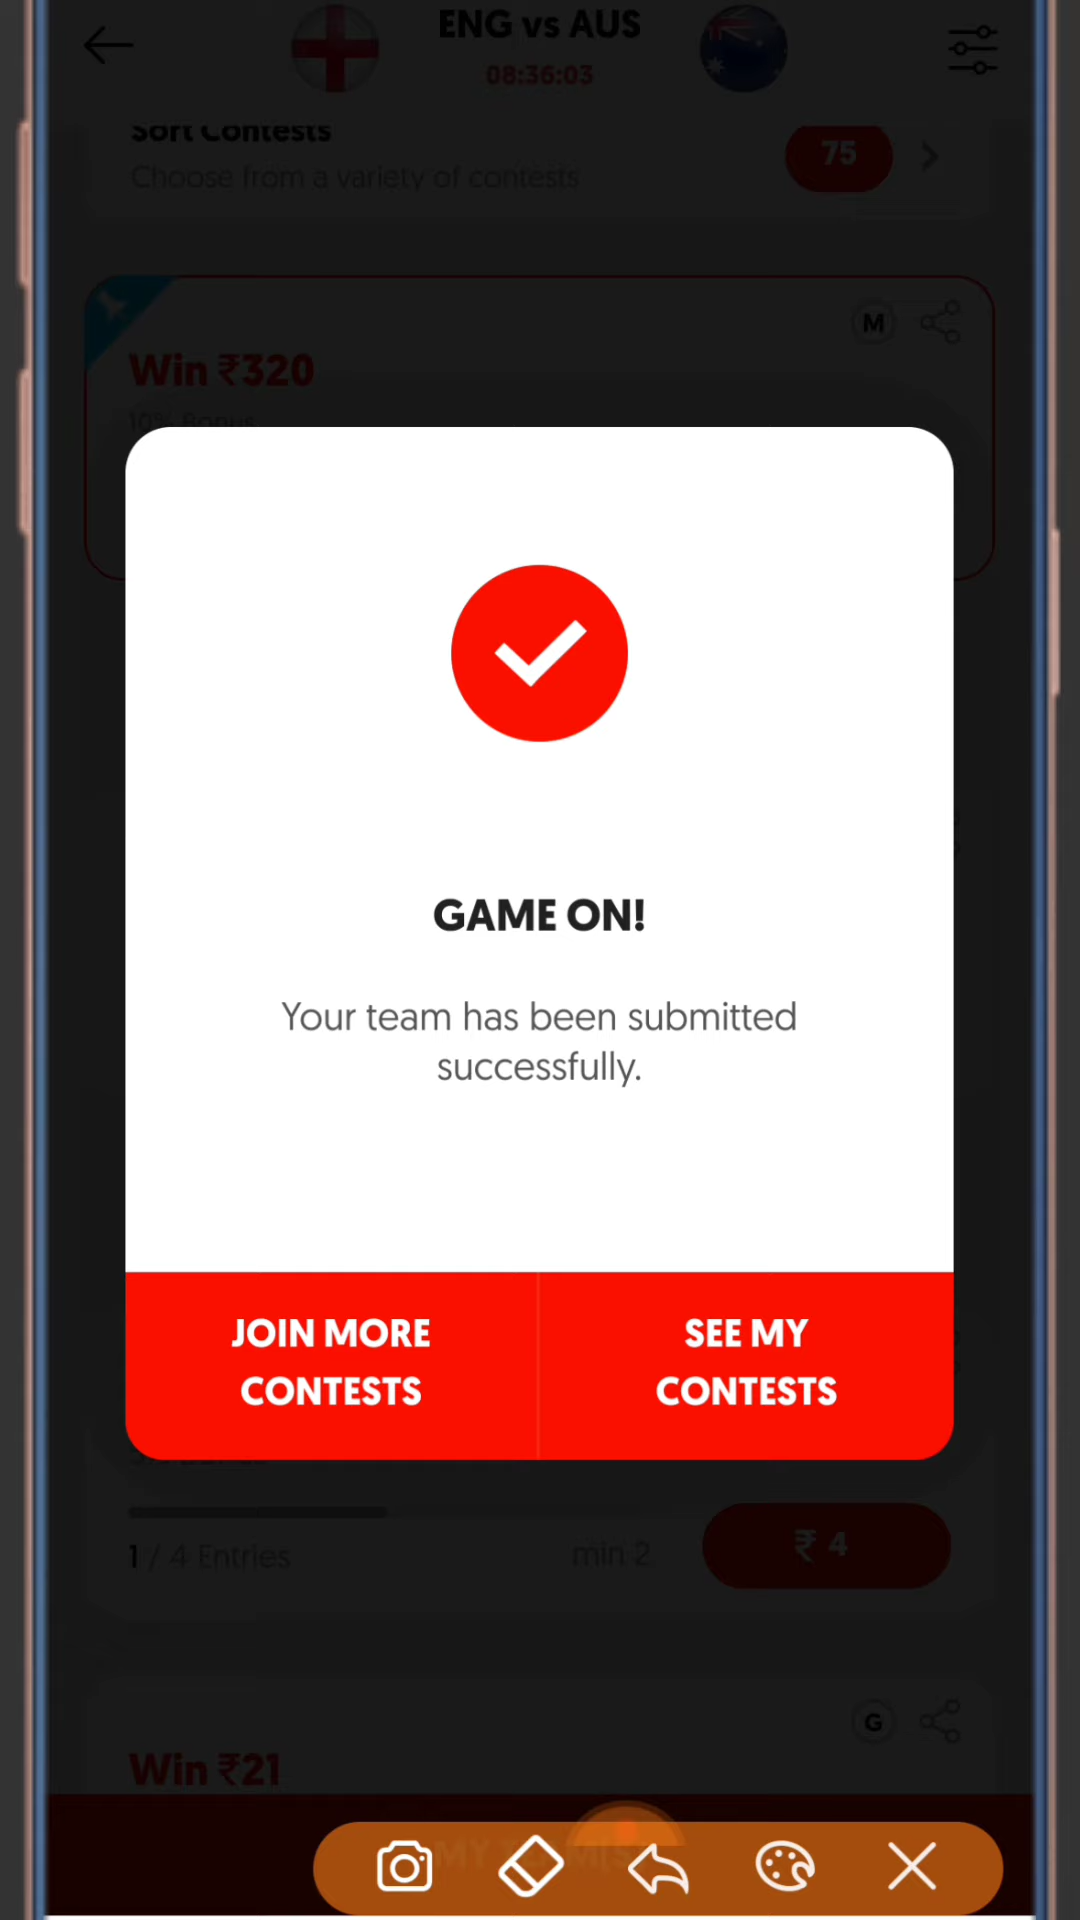 ENG vs AUS
08:36:03
Sort Contests
Choose from a variety of contests
75
M
Win ₹320
10% Bonus
GAME ON!
Your team has been submitted
successfully.
JOIN MORE
CONTESTS
SEE MY
CONTESTS
1 / 4 Entries
min 2
₹ 4
G
Win ₹21